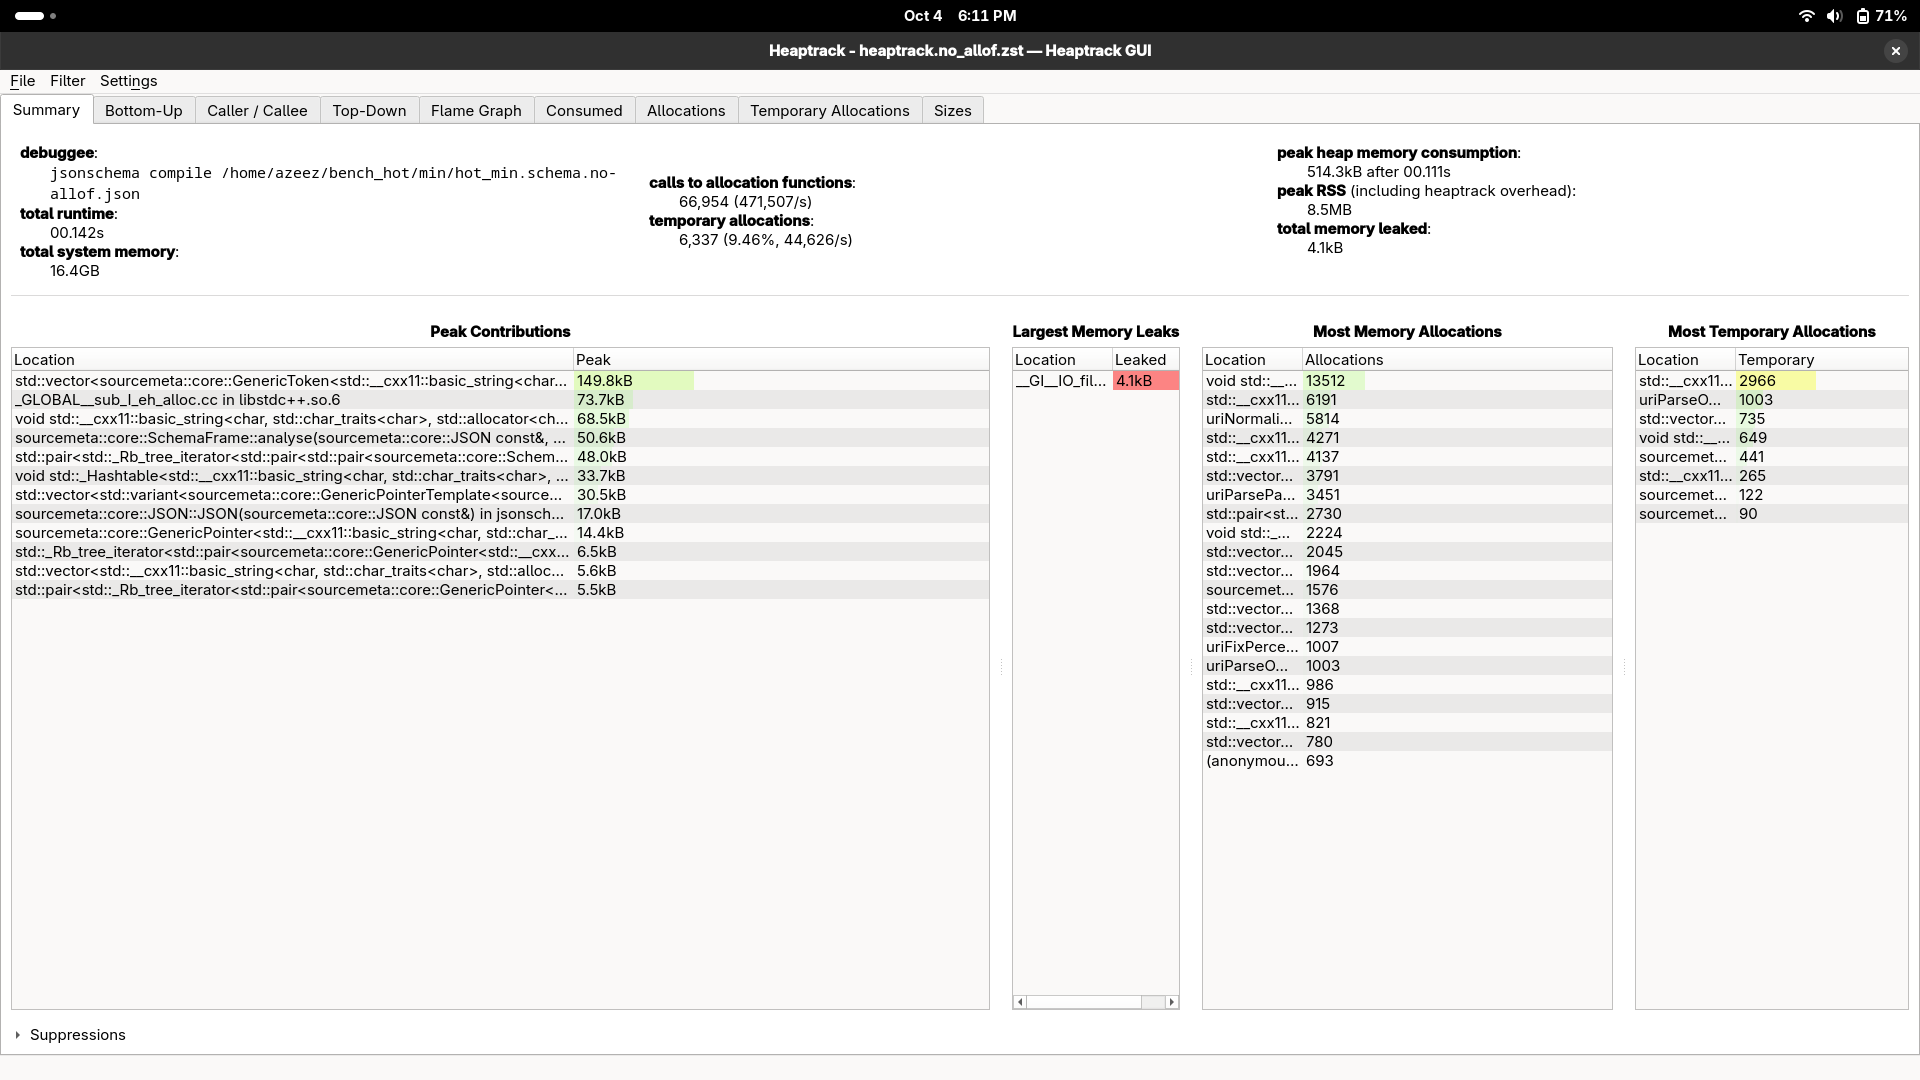 Oct 4 6:11 PM
71%
Heaptrack - heaptrack.no_allof.zst — Heaptrack GUI
File Filter Settings
Summary Bottom-Up Caller / Callee Top-Down Flame Graph Consumed Allocations Temporary Allocations Sizes
debuggee:
jsonschema compile /home/azeez/bench_hot/min/hot_min.schema.no-
allof.json
total runtime:
00.142s
total system memory:
16.4GB
calls to allocation functions:
66,954 (471,507/s)
temporary allocations:
6,337 (9.46%, 44,626/s)
peak heap memory consumption:
514.3kB after 00.111s
peak RSS (including heaptrack overhead):
8.5MB
total memory leaked:
4.1kB
Peak Contributions
Location Peak
std::vector<sourcemeta::core::GenericToken<std::__cxx11::basic_string<char... 149.8kB
_GLOBAL__sub_I_eh_alloc.cc in libstdc++.so.6 73.7kB
void std::__cxx11::basic_string<char, std::char_traits<char>, std::allocator<ch... 68.5kB
sourcemeta::core::SchemaFrame::analyse(sourcemeta::core::JSON const&, ... 50.6kB
std::pair<std::_Rb_tree_iterator<std::pair<std::pair<sourcemeta::core::Schem... 48.0kB
void std::_Hashtable<std::__cxx11::basic_string<char, std::char_traits<char>, ... 33.7kB
std::vector<std::variant<sourcemeta::core::GenericPointerTemplate<source... 30.5kB
sourcemeta::core::JSON::JSON(sourcemeta::core::JSON const&) in jsonsch... 17.0kB
sourcemeta::core::GenericPointer<std::__cxx11::basic_string<char, std::char_... 14.4kB
std::_Rb_tree_iterator<std::pair<sourcemeta::core::GenericPointer<std::__cxx... 6.5kB
std::vector<std::__cxx11::basic_string<char, std::char_traits<char>, std::alloc... 5.6kB
std::pair<std::_Rb_tree_iterator<std::pair<sourcemeta::core::GenericPointer<... 5.5kB
Largest Memory Leaks
Location Leaked
__GI__IO_fil... 4.1kB
Most Memory Allocations
Location Allocations
void std::__... 13512
std::__cxx11... 6191
uriNormali... 5814
std::__cxx11... 4271
std::__cxx11... 4137
std::vector... 3791
uriParsePa... 3451
std::pair<st... 2730
void std::_... 2224
std::vector... 2045
std::vector... 1964
sourcemet... 1576
std::vector... 1368
std::vector... 1273
uriFixPerce... 1007
uriParseO... 1003
std::__cxx11... 986
std::vector... 915
std::__cxx11... 821
std::vector... 780
(anonymou... 693
Most Temporary Allocations
Location Temporary
std::__cxx11... 2966
uriParseO... 1003
std::vector... 735
void std::__... 649
sourcemet... 441
std::__cxx11... 265
sourcemet... 122
sourcemet... 90
Suppressions